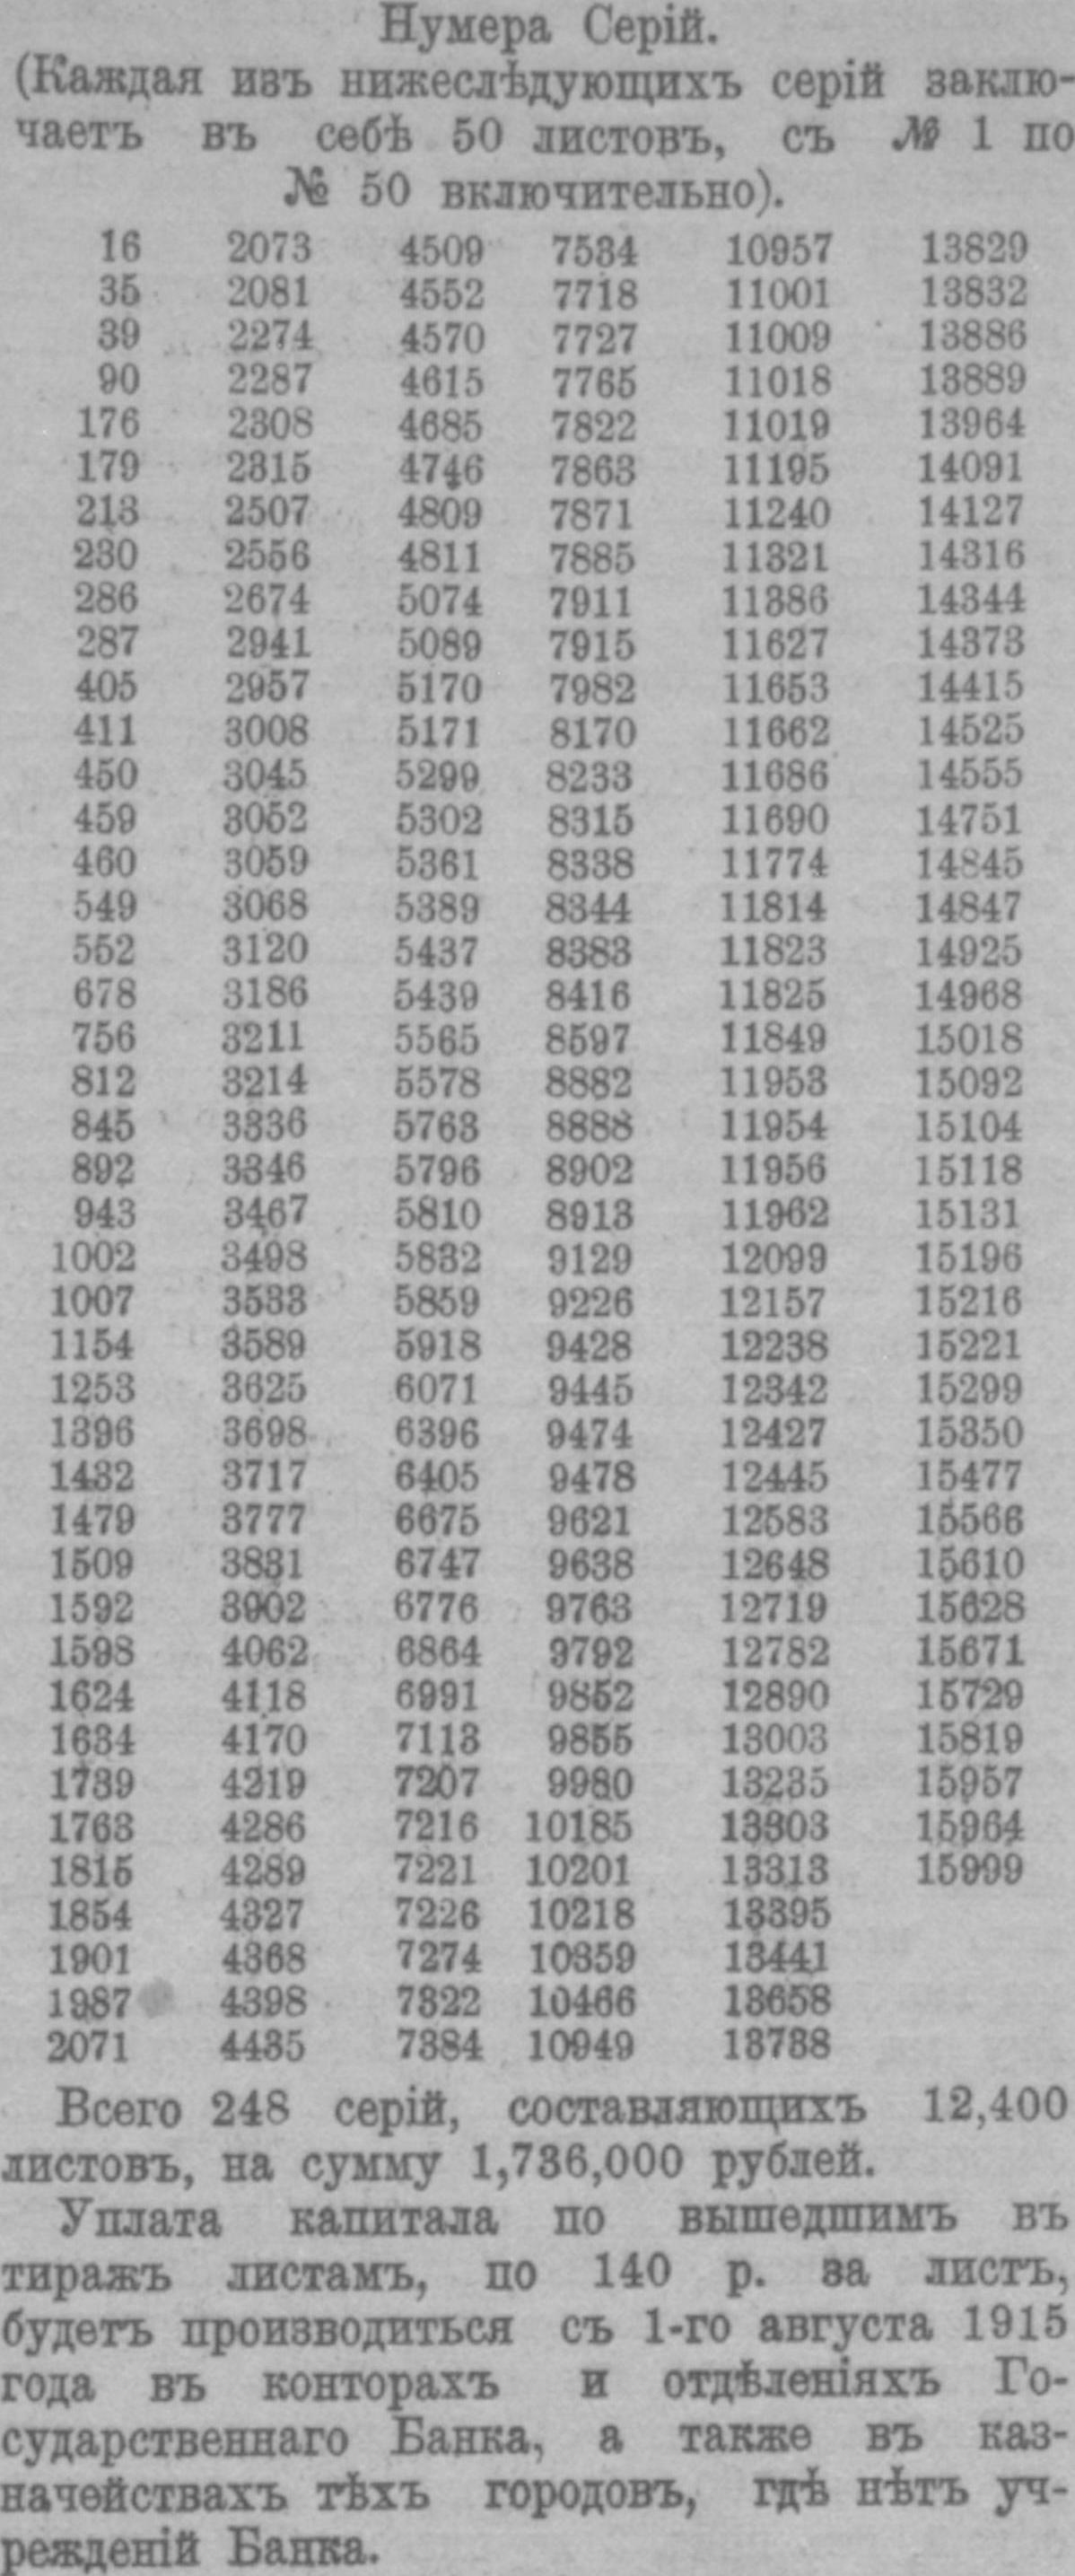 Нумера Серій.
(Каждая изъ нижеслѣдующихъ серій заклю-
чаетъ въ себѣ 50 листовъ, съ № 1 по
№ 50 включительно).
16 2073 4509 7534 10957 13829
35 2081 4552 7718 11001 13832
39 2274 4570 7727 11009 13886
90 2287 4615 7765 11018 13889
176 2308 4685 7822 11019 13964
179 2315 4746 7863 11195 14091
213 2507 4809 7871 11240 14127
230 2556 4811 7885 11321 14316
286 2674 5074 7911 11386 14344
287 2941 5089 7915 11627 14373
405 2957 5170 7982 11653 14415
411 3008 5171 8170 11662 14525
450 3045 5299 8233 11686 14555
459 3052 5302 8315 11690 14751
460 3059 5361 8338 11774 14845
549 3068 5389 8344 11814 14847
552 3120 5437 8383 11823 14925
678 3186 5439 8416 11825 14968
756 3211 5565 8597 11849 15018
812 3214 5578 8882 11953 15092
845 3336 5763 8888 11954 15104
892 3346 5796 8902 11956 15118
943 3467 5810 8913 11962 15131
1002 3498 5832 9129 12099 15196
1007 3533 5859 9226 12157 15216
1154 3589 5918 9428 12238 15221
1253 3625 6071 9445 12342 15299
1396 3698 6396 9474 12427 15350
1432 3717 6405 9478 12445 15477
1479 3777 6675 9621 12583 15566
1509 3831 6747 9638 12648 15610
1592 3902 6776 9763 12719 15628
1598 4062 6864 9792 12782 15671
1624 4118 6991 9852 12890 15729
1634 4170 7113 9855 13003 15819
1739 4219 7207 9980 13235 15957
1763 4286 7216 10185 13303 15964
1815 4289 7221 10201 13313 15999
1854 4327 7226 10218 13395
1901 4368 7274 10359 13441
1987 4398 7322 10466 13658
2071 4435 7384 10949 13738
Всего 248 серій, составляющихъ 12,400
листовъ, на сумму 1,736,000 рублей.
Уплата капитала по вышедшимъ въ
тиражъ листамъ, по 140 р. за листъ,
будетъ производиться съ 1-го августа 1915
года въ конторахъ и отдѣленіяхъ Го-
сударственнаго Банка, а также въ каз-
начействахъ тѣхъ городовъ, гдѣ нѣтъ уч-
режденій Банка.